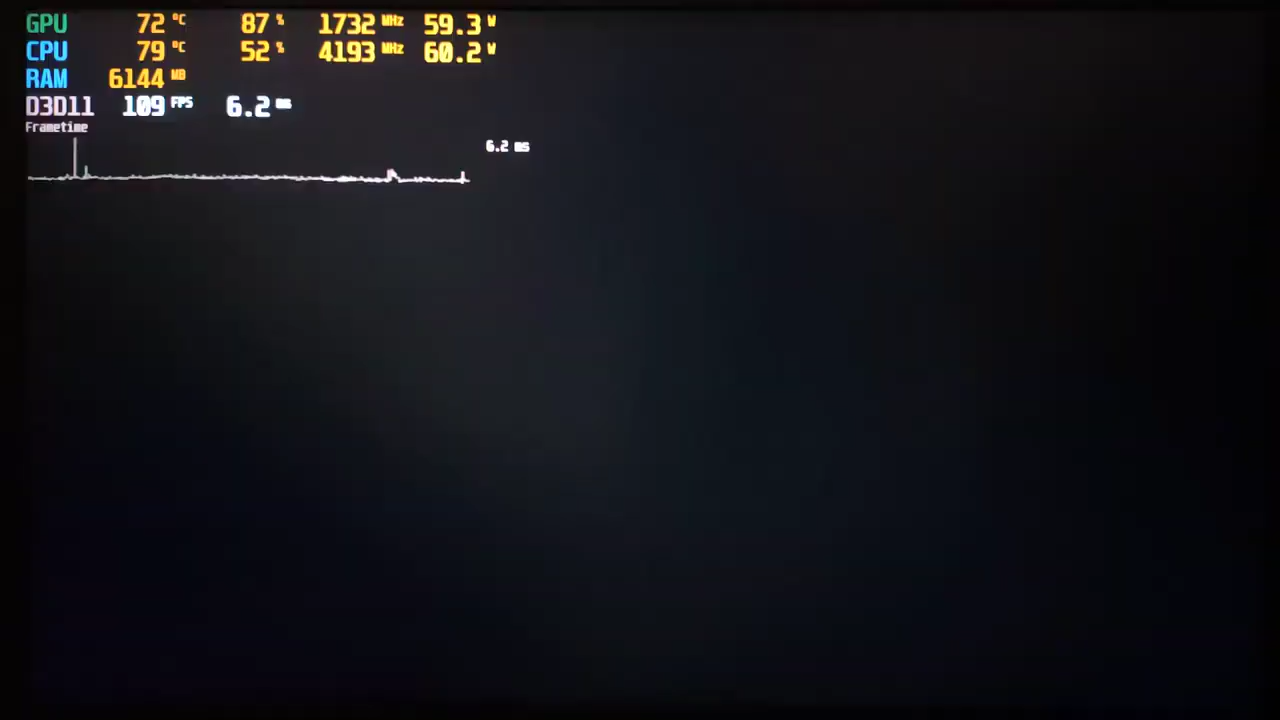 GPU 72 °C 87 % 1732 MHz 59.3 W
CPU 79 °C 52 % 4193 MHz 60.2 W
RAM 6144 MB
D3D11 109 FPS 6.2 ms
Frametime
6.2 ms